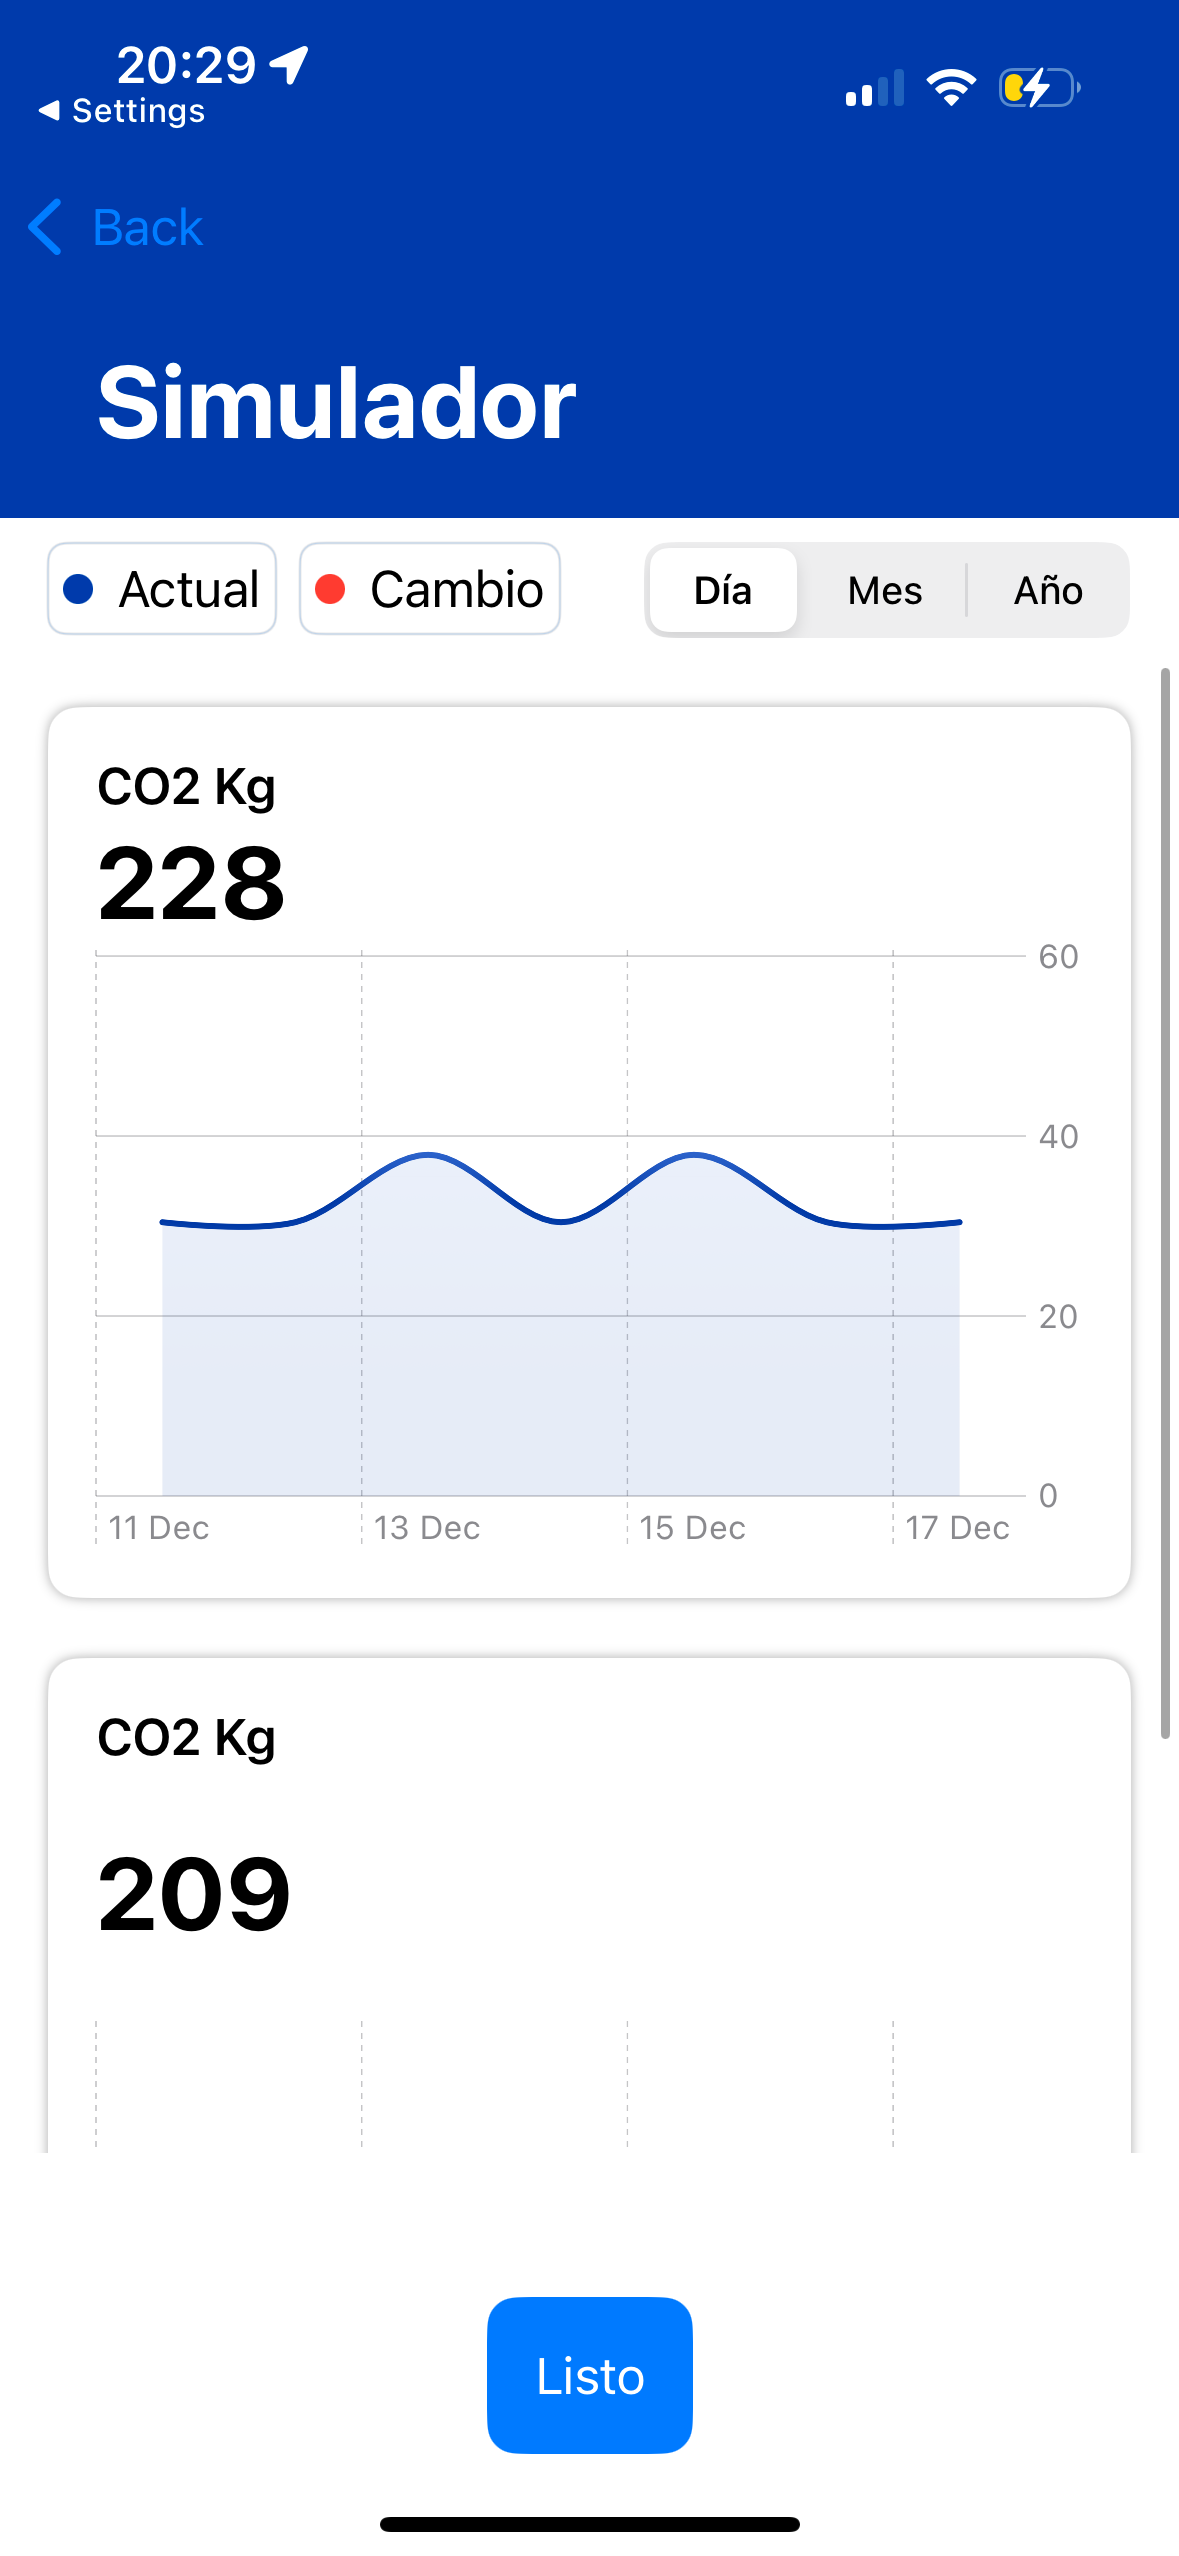 20:29
Settings
Back
Simulador
Actual Cambio Día Mes Año
CO2 Kg
228
60
40
20
0
11 Dec 13 Dec 15 Dec 17 Dec
CO2 Kg
209
Listo